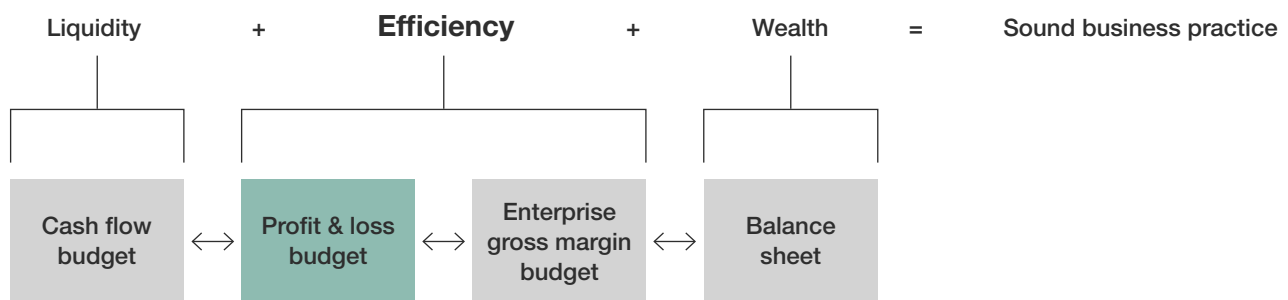 Liquidity + Efficiency + Wealth = Sound business practice
Cash flow
budget
Profit & loss
budget
Enterprise
gross margin
budget
Balance
sheet